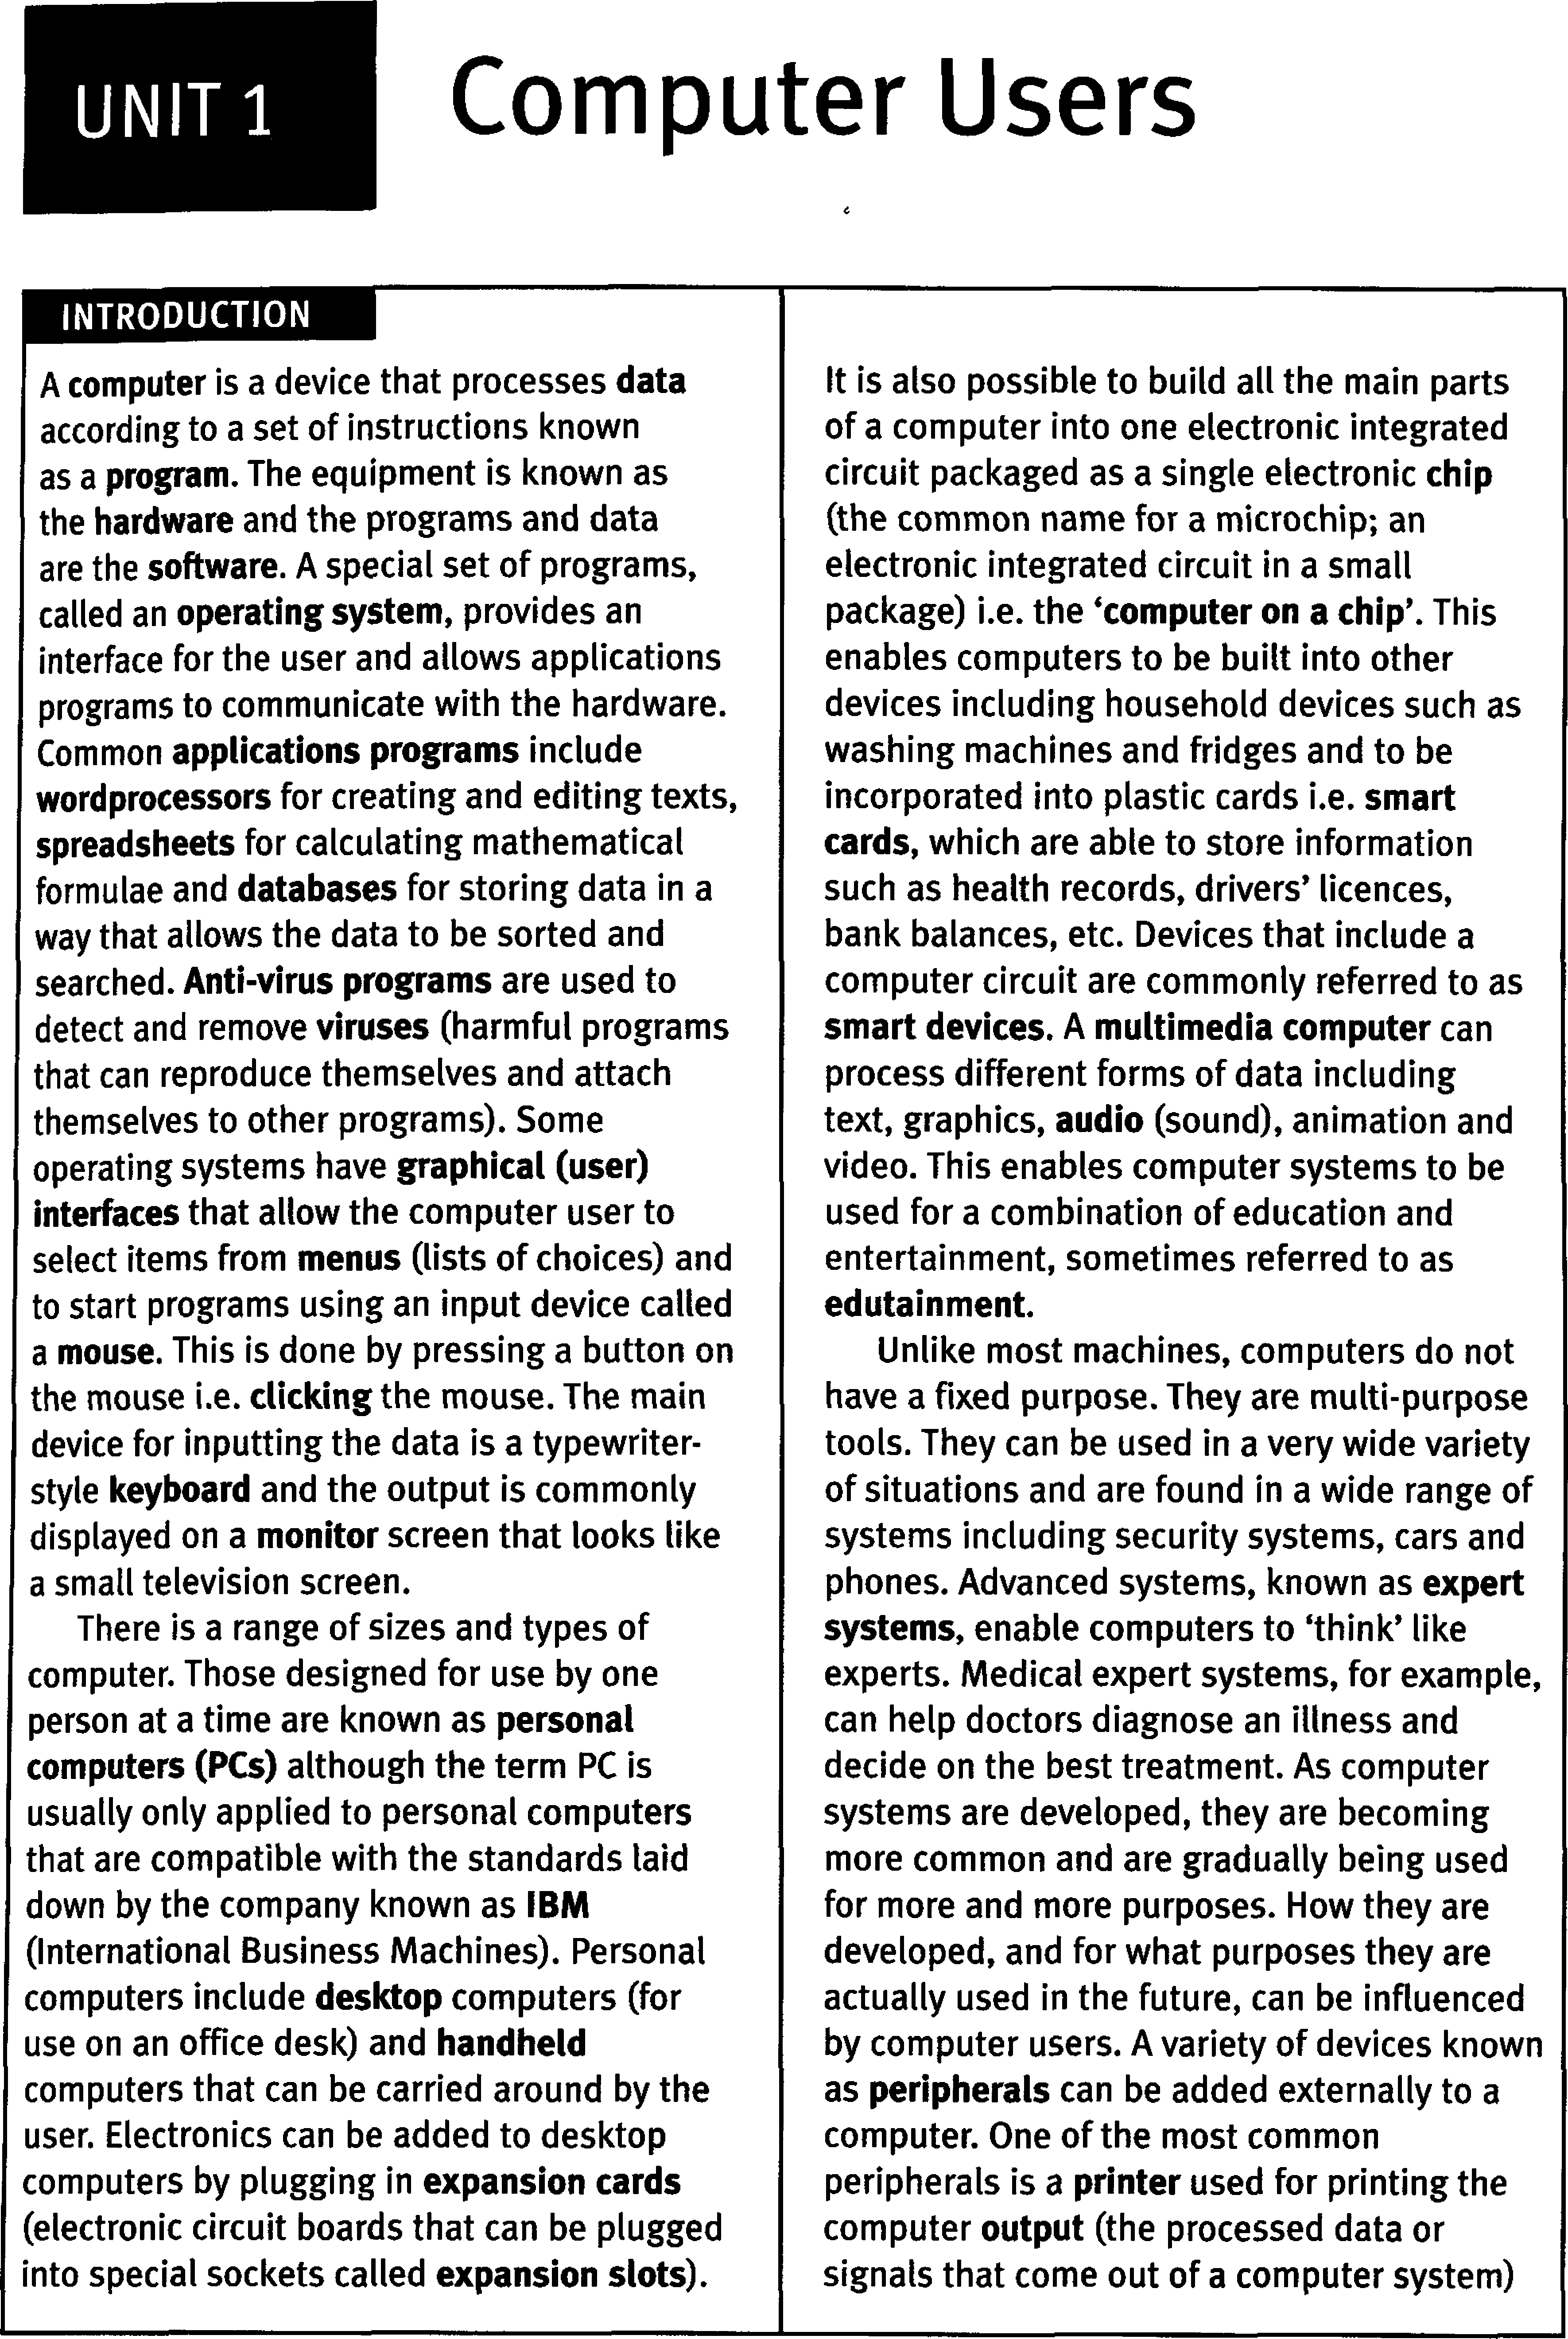 UNIT 1
Computer Users
INTRODUCTION
A computer is a device that processes data
according to a set of instructions known
as a program. The equipment is known as
the hardware and the programs and data
are the software. A special set of programs,
called an operating system, provides an
interface for the user and allows applications
programs to communicate with the hardware.
Common applications programs include
wordprocessors for creating and editing texts,
spreadsheets for calculating mathematical
formulae and databases for storing data in a
way that allows the data to be sorted and
searched. Anti-virus programs are used to
detect and remove viruses (harmful programs
that can reproduce themselves and attach
themselves to other programs). Some
operating systems have graphical (user)
interfaces that allow the computer user to
select items from menus (lists of choices) and
to start programs using an input device called
a mouse. This is done by pressing a button on
the mouse i.e. clicking the mouse. The main
device for inputting the data is a typewriter-
style keyboard and the output is commonly
displayed on a monitor screen that looks like
a small television screen.
There is a range of sizes and types of
computer. Those designed for use by one
person at a time are known as personal
computers (PCs) although the term PC is
usually only applied to personal computers
that are compatible with the standards laid
down by the company known as IBM
(International Business Machines). Personal
computers include desktop computers (for
use on an office desk) and handheld
computers that can be carried around by the
user. Electronics can be added to desktop
computers by plugging in expansion cards
(electronic circuit boards that can be plugged
into special sockets called expansion slots).
It is also possible to build all the main parts
of a computer into one electronic integrated
circuit packaged as a single electronic chip
(the common name for a microchip; an
electronic integrated circuit in a small
package) i.e. the ‘computer on a chip’. This
enables computers to be built into other
devices including household devices such as
washing machines and fridges and to be
incorporated into plastic cards i.e. smart
cards, which are able to store information
such as health records, drivers’ licences,
bank balances, etc. Devices that include a
computer circuit are commonly referred to as
smart devices. A multimedia computer can
process different forms of data including
text, graphics, audio (sound), animation and
video. This enables computer systems to be
used for a combination of education and
entertainment, sometimes referred to as
edutainment.
Unlike most machines, computers do not
have a fixed purpose. They are multi-purpose
tools. They can be used in a very wide variety
of situations and are found in a wide range of
systems including security systems, cars and
phones. Advanced systems, known as expert
systems, enable computers to ‘think’ like
experts. Medical expert systems, for example,
can help doctors diagnose an illness and
decide on the best treatment. As computer
systems are developed, they are becoming
more common and are gradually being used
for more and more purposes. How they are
developed, and for what purposes they are
actually used in the future, can be influenced
by computer users. A variety of devices known
as peripherals can be added externally to a
computer. One of the most common
peripherals is a printer used for printing the
computer output (the processed data or
signals that come out of a computer system)